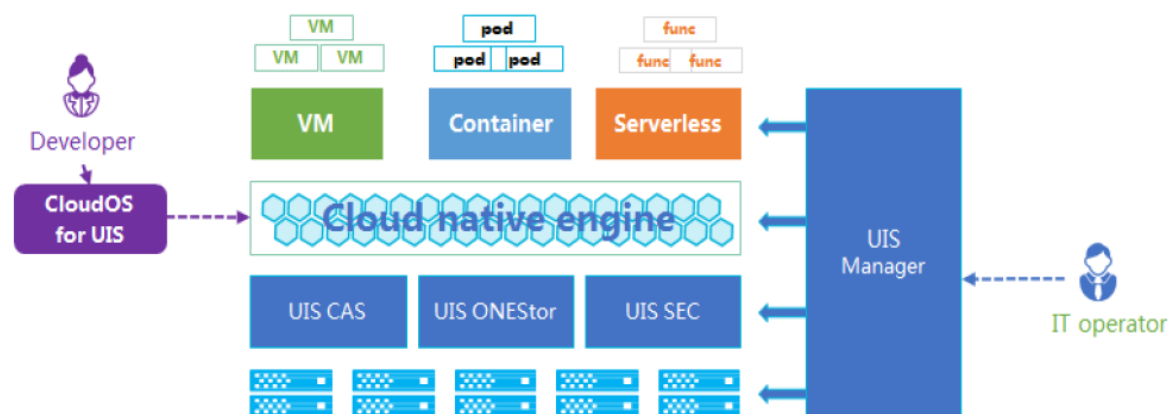 VM
VM
VM
pod
pod
pod
func
func
func
Developer
VM
Container
Serverless
CloudOS
for UIS
Cloud native engine
UIS
Manager
UIS CAS
UIS ONEStor
UIS SEC
IT operator